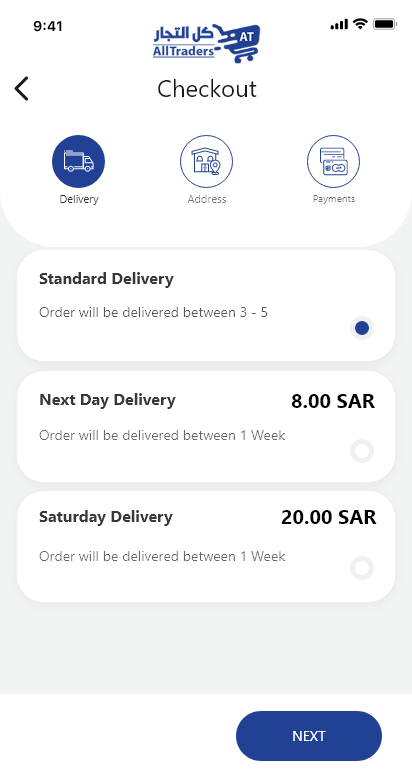 9:41
كل التجار
AllTraders
AT
Checkout
Delivery
Address
Payments
Standard Delivery
Order will be delivered between 3 - 5
Next Day Delivery
8.00 SAR
Order will be delivered between 1 Week
Saturday Delivery
20.00 SAR
Order will be delivered between 1 Week
NEXT